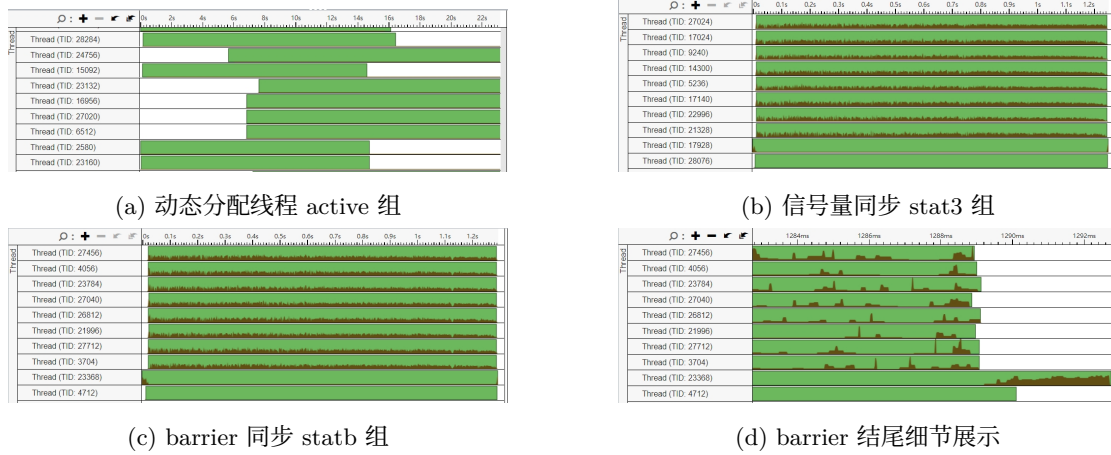 0s 2s 4s 6s 8s 10s 12s 14s 16s 18s 20s 22s
Thread
Thread (TID: 28284)
Thread (TID: 24756)
Thread (TID: 15092)
Thread (TID: 23132)
Thread (TID: 16956)
Thread (TID: 27020)
Thread (TID: 6512)
Thread (TID: 2580)
Thread (TID: 23160)
(a) 动态分配线程 active 组
0s 0.1s 0.2s 0.3s 0.4s 0.5s 0.6s 0.7s 0.8s 0.9s 1s 1.1s 1.2s
Thread
Thread (TID: 27024)
Thread (TID: 17024)
Thread (TID: 9240)
Thread (TID: 14300)
Thread (TID: 5236)
Thread (TID: 17140)
Thread (TID: 22996)
Thread (TID: 21328)
Thread (TID: 17928)
Thread (TID: 28076)
(b) 信号量同步 stat3 组
0s 0.1s 0.2s 0.3s 0.4s 0.5s 0.6s 0.7s 0.8s 0.9s 1s 1.1s 1.2s
Thread
Thread (TID: 27456)
Thread (TID: 4056)
Thread (TID: 23784)
Thread (TID: 27040)
Thread (TID: 26812)
Thread (TID: 21996)
Thread (TID: 27712)
Thread (TID: 3704)
Thread (TID: 23368)
Thread (TID: 4712)
(c) barrier 同步 statb 组
1284ms 1286ms 1288ms 1290ms 1292ms
Thread
Thread (TID: 27456)
Thread (TID: 4056)
Thread (TID: 23784)
Thread (TID: 27040)
Thread (TID: 26812)
Thread (TID: 21996)
Thread (TID: 27712)
Thread (TID: 3704)
Thread (TID: 23368)
Thread (TID: 4712)
(d) barrier 结尾细节展示